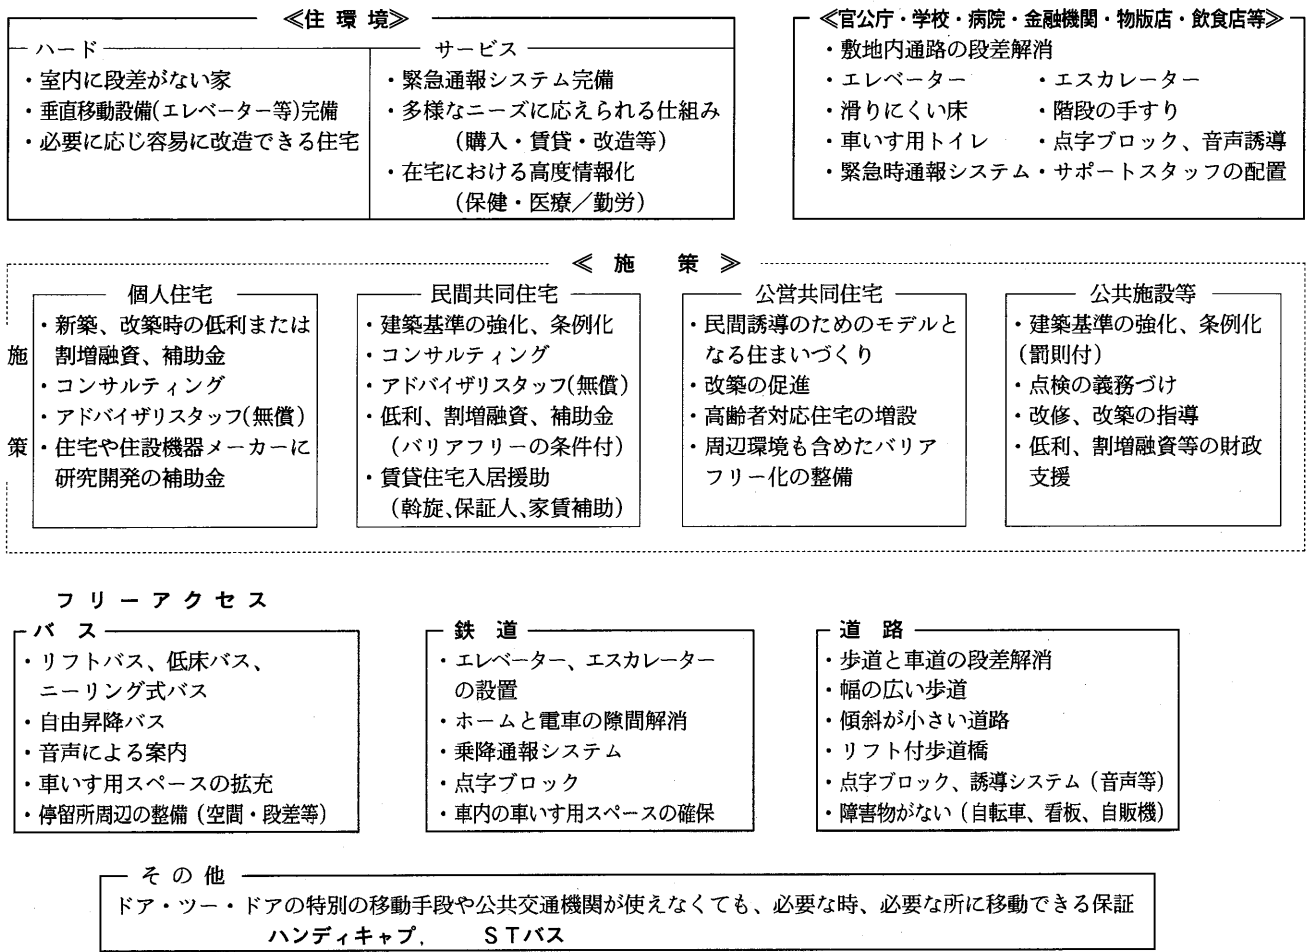 ≪住 環 境≫
ハード
・室内に段差がない家
・垂直移動設備(エレベーター等)完備
・必要に応じ容易に改造できる住宅
サービス
・緊急通報システム完備
・多様なニーズに応えられる仕組み
（購入・賃貸・改造等）
・在宅における高度情報化
（保健・医療／勤労）
≪官公庁・学校・病院・金融機関・物版店・飲食店等≫
・敷地内通路の段差解消
・エレベーター ・エスカレーター
・滑りにくい床 ・階段の手すり
・車いす用トイレ ・点字ブロック、音声誘導
・緊急時通報システム・サポートスタッフの配置
≪ 施 策 ≫
施
策
個人住宅
・新築、改築時の低利または
割増融資、補助金
・コンサルティング
・アドバイザリスタッフ(無償)
・住宅や住設機器メーカーに
研究開発の補助金
民間共同住宅
・建築基準の強化、条例化
・コンサルティング
・アドバイザリスタッフ(無償)
・低利、割増融資、補助金
（バリアフリーの条件付）
・賃貸住宅入居援助
（斡旋、保証人、家賃補助）
公営共同住宅
・民間誘導のためのモデルと
なる住まいづくり
・改築の促進
・高齢者対応住宅の増設
・周辺環境も含めたバリア
フリー化の整備
公共施設等
・建築基準の強化、条例化
（罰則付）
・点検の義務づけ
・改修、改築の指導
・低利、割増融資等の財政
支援
フリーアクセス
バ ス
・リフトバス、低床バス、
ニーリング式バス
・自由昇降バス
・音声による案内
・車いす用スペースの拡充
・停留所周辺の整備（空間・段差等）
鉄 道
・エレベーター、エスカレーター
の設置
・ホームと電車の隙間解消
・乗降通報システム
・点字ブロック
・車内の車いす用スペースの確保
道 路
・歩道と車道の段差解消
・幅の広い歩道
・傾斜が小さい道路
・リフト付歩道橋
・点字ブロック、誘導システム（音声等）
・障害物がない（自転車、看板、自販機）
そ の 他
ドア・ツー・ドアの特別の移動手段や公共交通機関が使えなくても、必要な時、必要な所に移動できる保証
ハンディキャブ, ＳＴバス